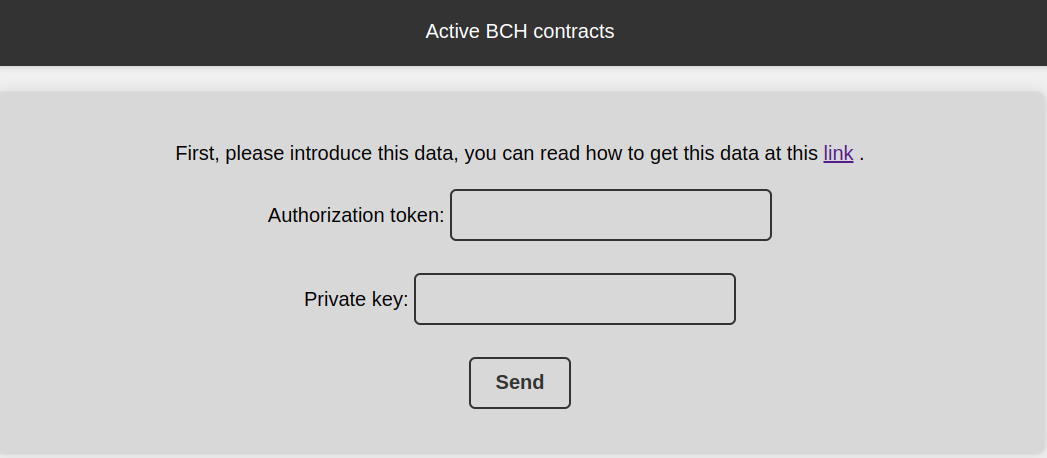 Active BCH contracts
First, please introduce this data, you can read how to get this data at this link .
Authorization token:
Private key:
Send